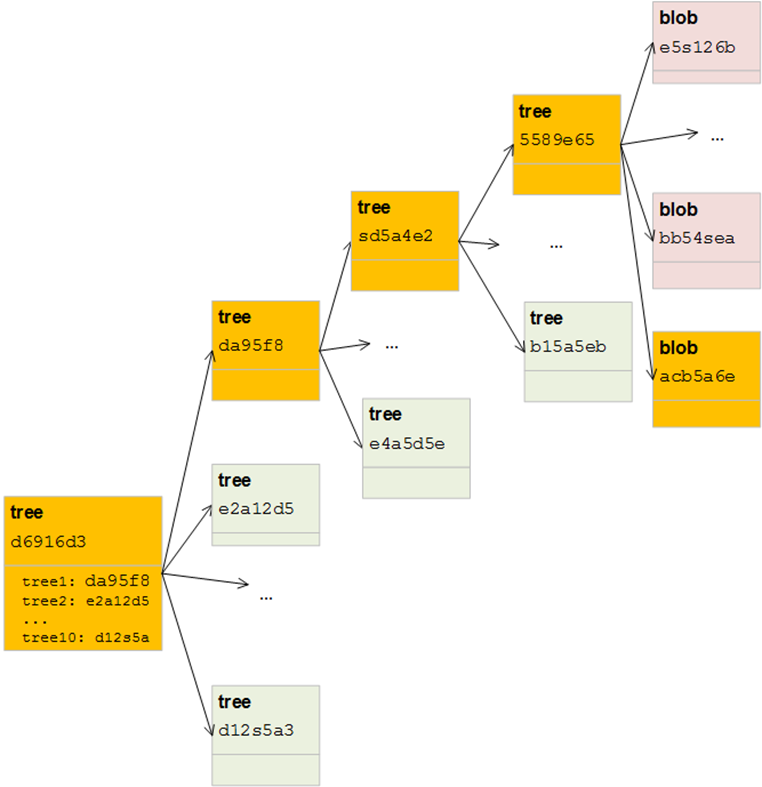 blob
e5s126b
tree
5589e65
...
blob
bb54sea
tree
sd5a4e2
...
tree
b15a5eb
blob
acb5a6e
tree
da95f8
...
tree
e4a5d5e
tree
e2a12d5
tree
d6916d3
tree1: da95f8
tree2: e2a12d5
...
tree10: d12s5a
...
tree
d12s5a3